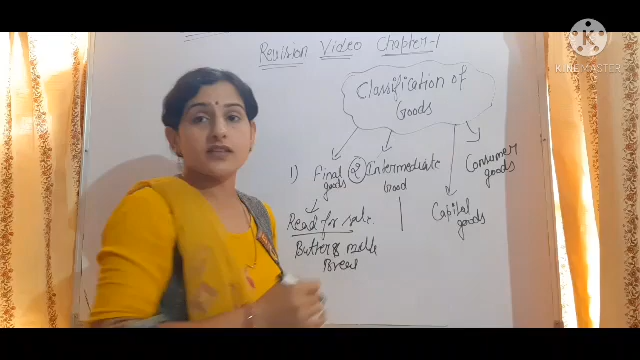 Revision Video Chapter-1
KINEMASTER
Classification of
Goods
1) Final
goods
② Intermediate
Good
Capital
goods
Consumer
goods
Read for sale.
Butter & milk
Bread